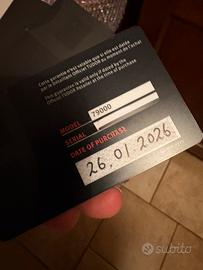 Cette garantie n'est valable que si elle est datée
par le Détaillant Officiel TUDOR au moment de l'achat
This guarantee is valid only if dated by the
Official TUDOR Retailer at the time of purchase
MODEL 79000
SERIAL
DATE OF PURCHASE
26.01.2026
subito